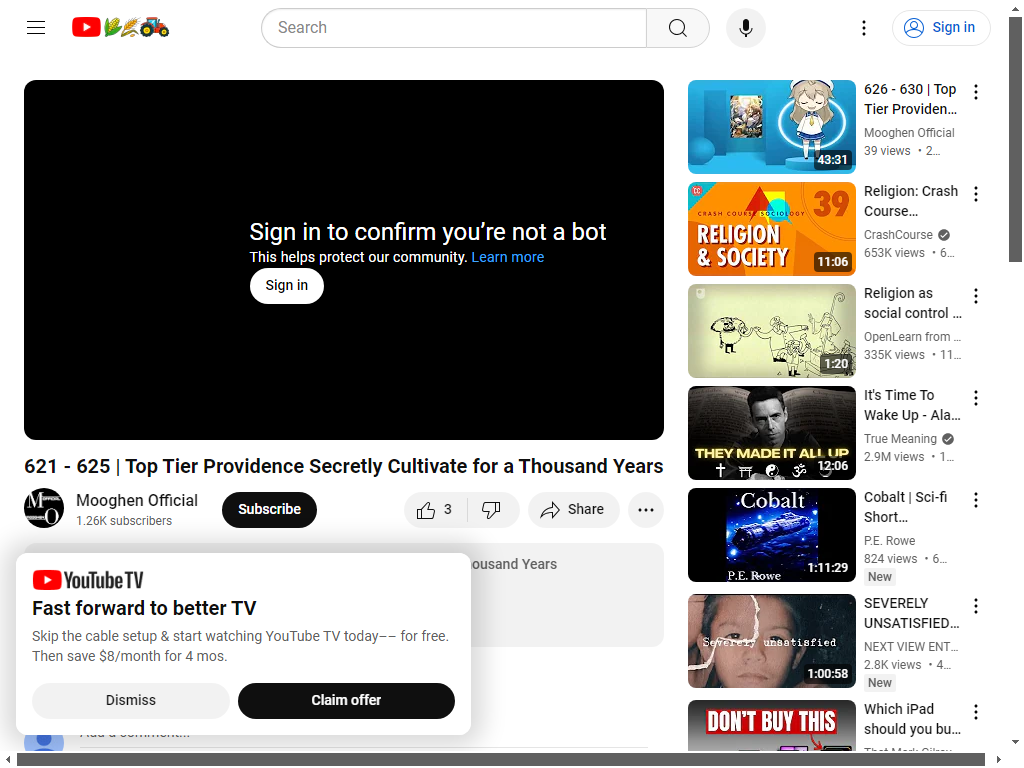 Search
Sign in
Sign in to confirm you’re not a bot
This helps protect our community. Learn more
Sign in
621 - 625 | Top Tier Providence Secretly Cultivate for a Thousand Years
Mooghen Official
1.26K subscribers
Subscribe
3
Share
ousand Years
YouTube TV
Fast forward to better TV
Skip the cable setup & start watching YouTube TV today–– for free.
Then save $8/month for 4 mos.
Dismiss
Claim offer
Add a comment...
43:31
626 - 630 | Top
Tier Providen...
Mooghen Official
39 views • 2...
CRASH COURSE SOCIOLOGY
39
RELIGION
& SOCIETY
11:06
Religion: Crash
Course...
CrashCourse
653K views • 6...
1:20
Religion as
social control ...
OpenLearn from ...
335K views • 11...
THEY MADE IT ALL UP
12:06
It's Time To
Wake Up - Ala...
True Meaning
2.9M views • 1...
Cobalt
P.E. Rowe
1:11:29
Cobalt | Sci-fi
Short...
P.E. Rowe
824 views • 6...
New
Severely unsatisfied
1:00:58
SEVERELY
UNSATISFIED...
NEXT VIEW ENT...
2.8K views • 4...
New
DON'T BUY THIS
Which iPad
should you bu...